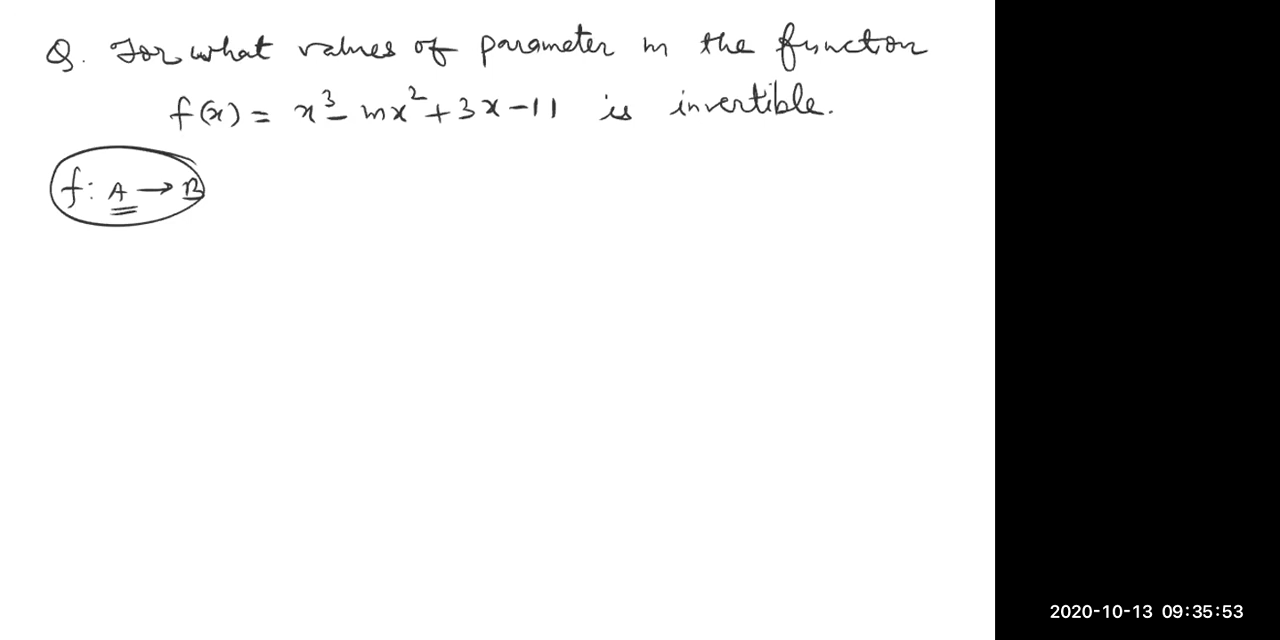 Q. For what values of parameter m the function
f(x) = x³ - mx² + 3x - 11 is invertible.
f: A → B
2020-10-13 09:35:53